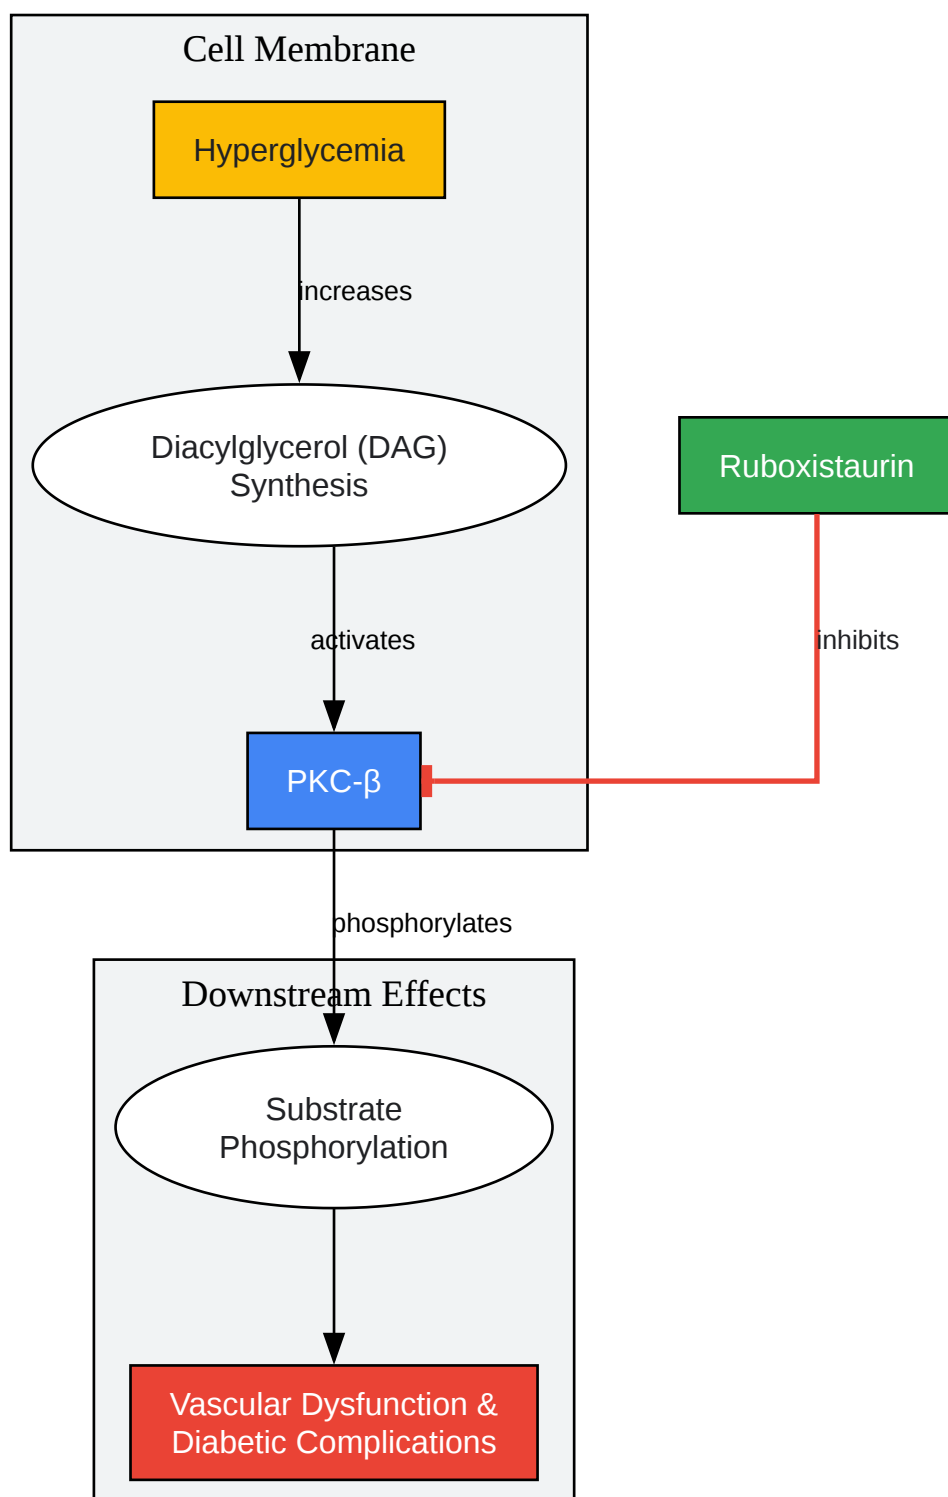 Cell Membrane
Hyperglycemia
increases
Diacylglycerol (DAG)
Synthesis
Ruboxistaurin
activates
inhibits
PKC-β
phosphorylates
Downstream Effects
Substrate
Phosphorylation
Vascular Dysfunction &
Diabetic Complications